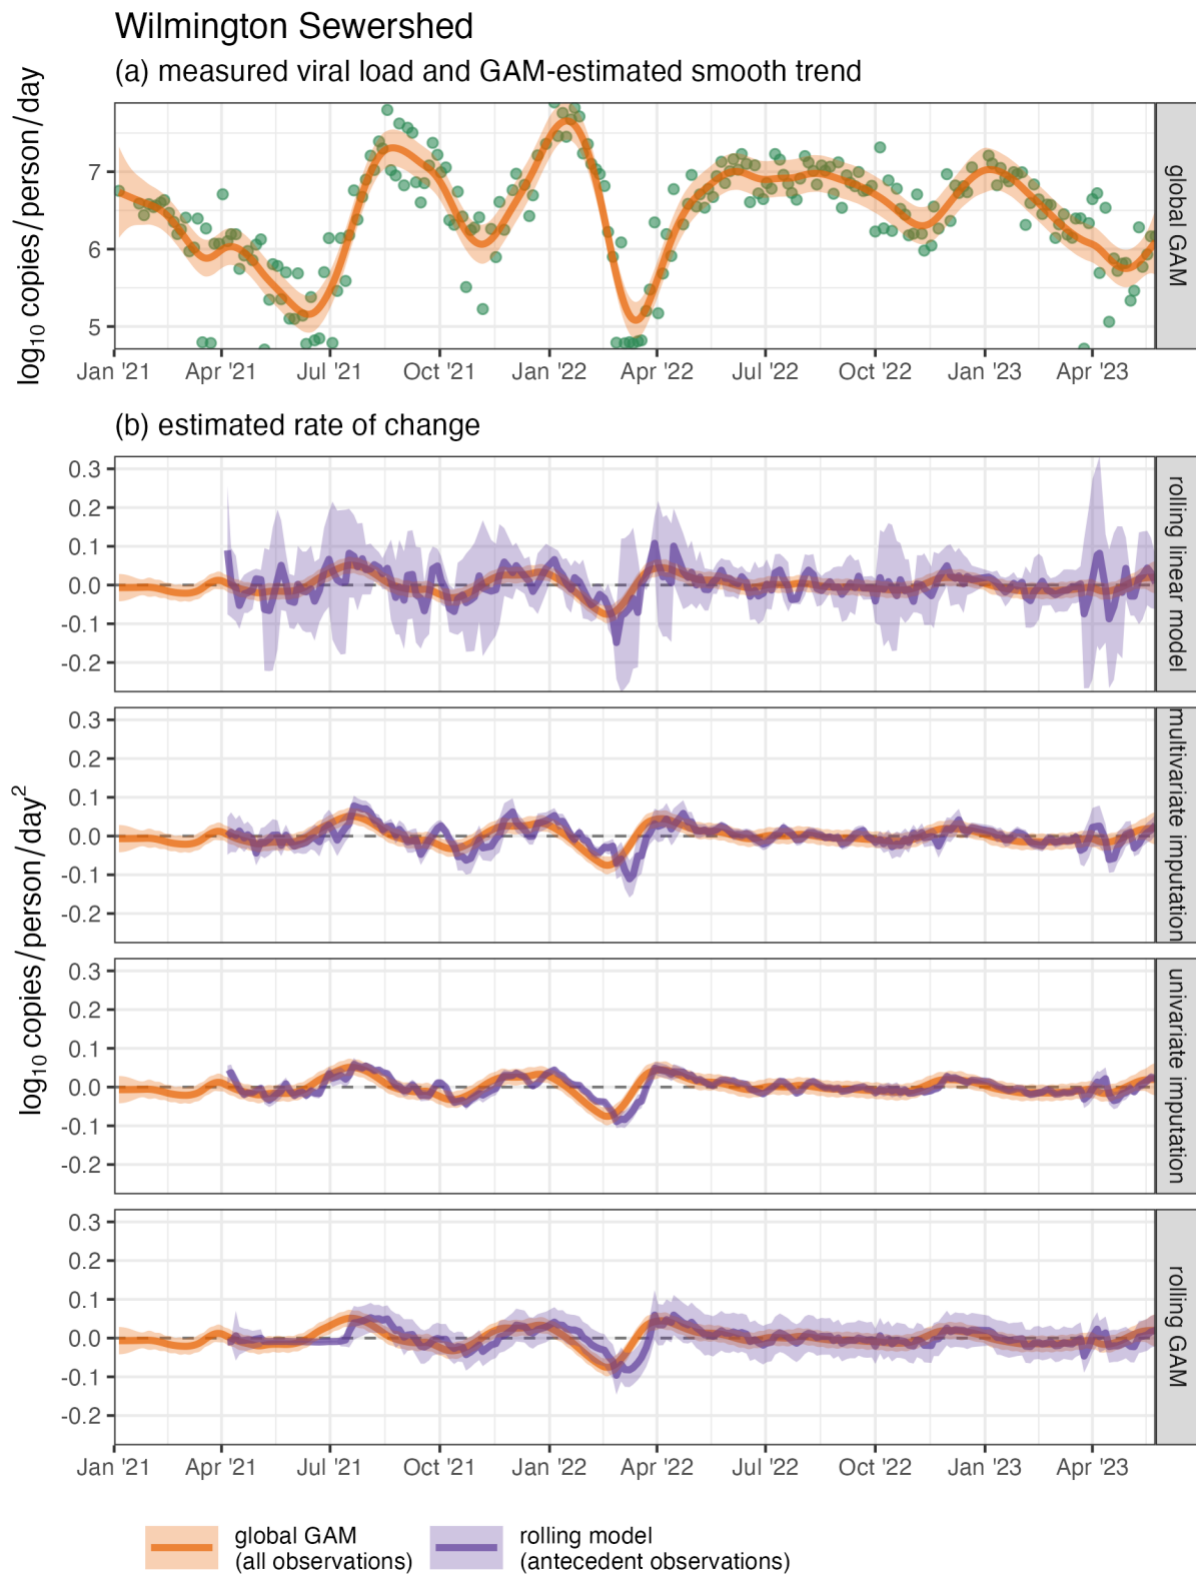 Wilmington Sewershed
(a) measured viral load and GAM-estimated smooth trend
log₁₀ copies/person/day
7
6
5
global GAM
Jan '21 Apr '21 Jul '21 Oct '21 Jan '22 Apr '22 Jul '22 Oct '22 Jan '23 Apr '23
(b) estimated rate of change
log₁₀ copies/person/day²
0.3
0.2
0.1
0.0
-0.1
-0.2
rolling linear model
0.3
0.2
0.1
0.0
-0.1
-0.2
multivariate imputation
0.3
0.2
0.1
0.0
-0.1
-0.2
univariate imputation
0.3
0.2
0.1
0.0
-0.1
-0.2
rolling GAM
Jan '21 Apr '21 Jul '21 Oct '21 Jan '22 Apr '22 Jul '22 Oct '22 Jan '23 Apr '23
global GAM
(all observations)
rolling model
(antecedent observations)